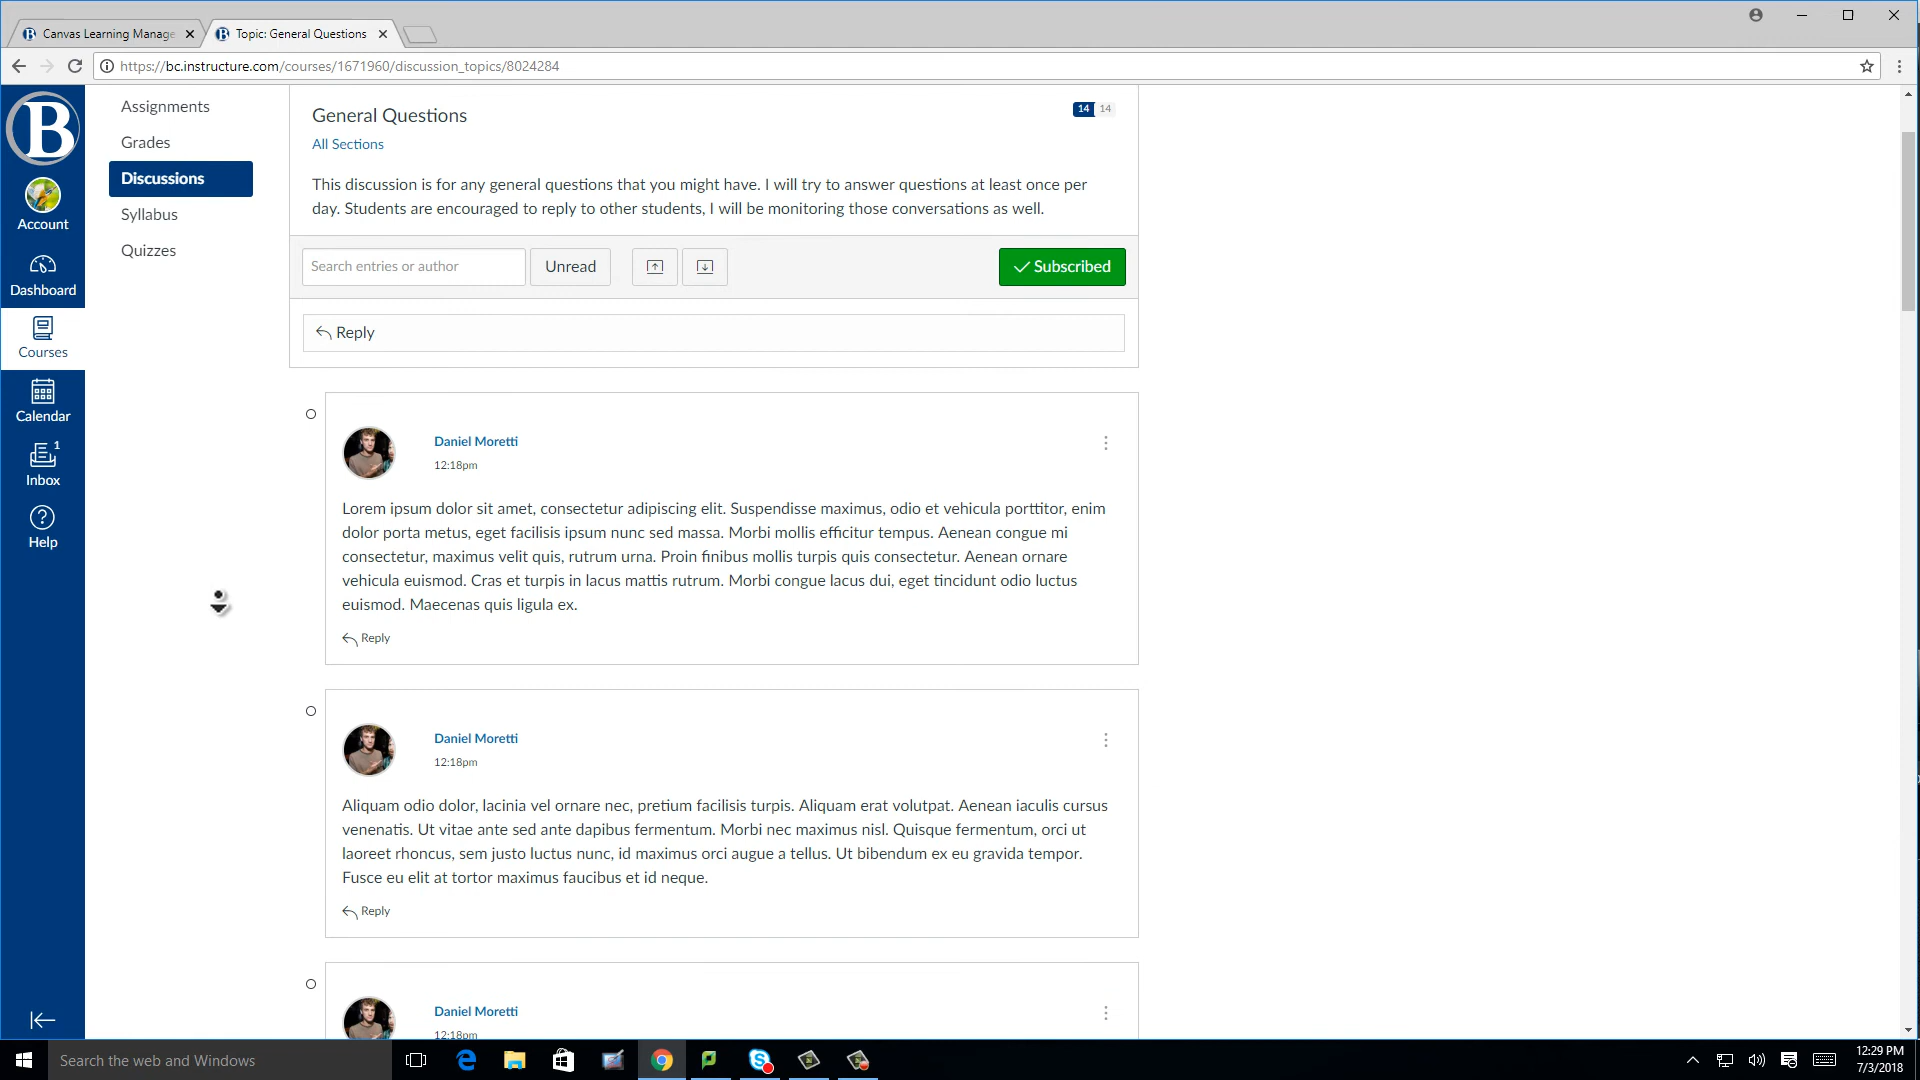 Canvas Learning Manage
Topic: General Questions
https://bc.instructure.com/courses/1671960/discussion_topics/8024284
B
Account
Dashboard
Courses
Calendar
1
Inbox
Help
Assignments
Grades
Discussions
Syllabus
Quizzes
General Questions
14 14
All Sections
This discussion is for any general questions that you might have. I will try to answer questions at least once per
day. Students are encouraged to reply to other students, I will be monitoring those conversations as well.
Search entries or author
Unread
Subscribed
Reply
Daniel Moretti
12:18pm
Lorem ipsum dolor sit amet, consectetur adipiscing elit. Suspendisse maximus, odio et vehicula porttitor, enim
dolor porta metus, eget facilisis ipsum nunc sed massa. Morbi mollis efficitur tempus. Aenean congue mi
consectetur, maximus velit quis, rutrum urna. Proin finibus mollis turpis quis consectetur. Aenean ornare
vehicula euismod. Cras et turpis in lacus mattis rutrum. Morbi congue lacus dui, eget tincidunt odio luctus
euismod. Maecenas quis ligula ex.
Reply
Daniel Moretti
12:18pm
Aliquam odio dolor, lacinia vel ornare nec, pretium facilisis turpis. Aliquam erat volutpat. Aenean iaculis cursus
venenatis. Ut vitae ante sed ante dapibus fermentum. Morbi nec maximus nisl. Quisque fermentum, orci ut
laoreet rhoncus, sem justo luctus nunc, id maximus orci augue a tellus. Ut bibendum ex eu gravida tempor.
Fusce eu elit at tortor maximus faucibus et id neque.
Reply
Daniel Moretti
12:18pm
Search the web and Windows
12:29 PM
7/3/2018